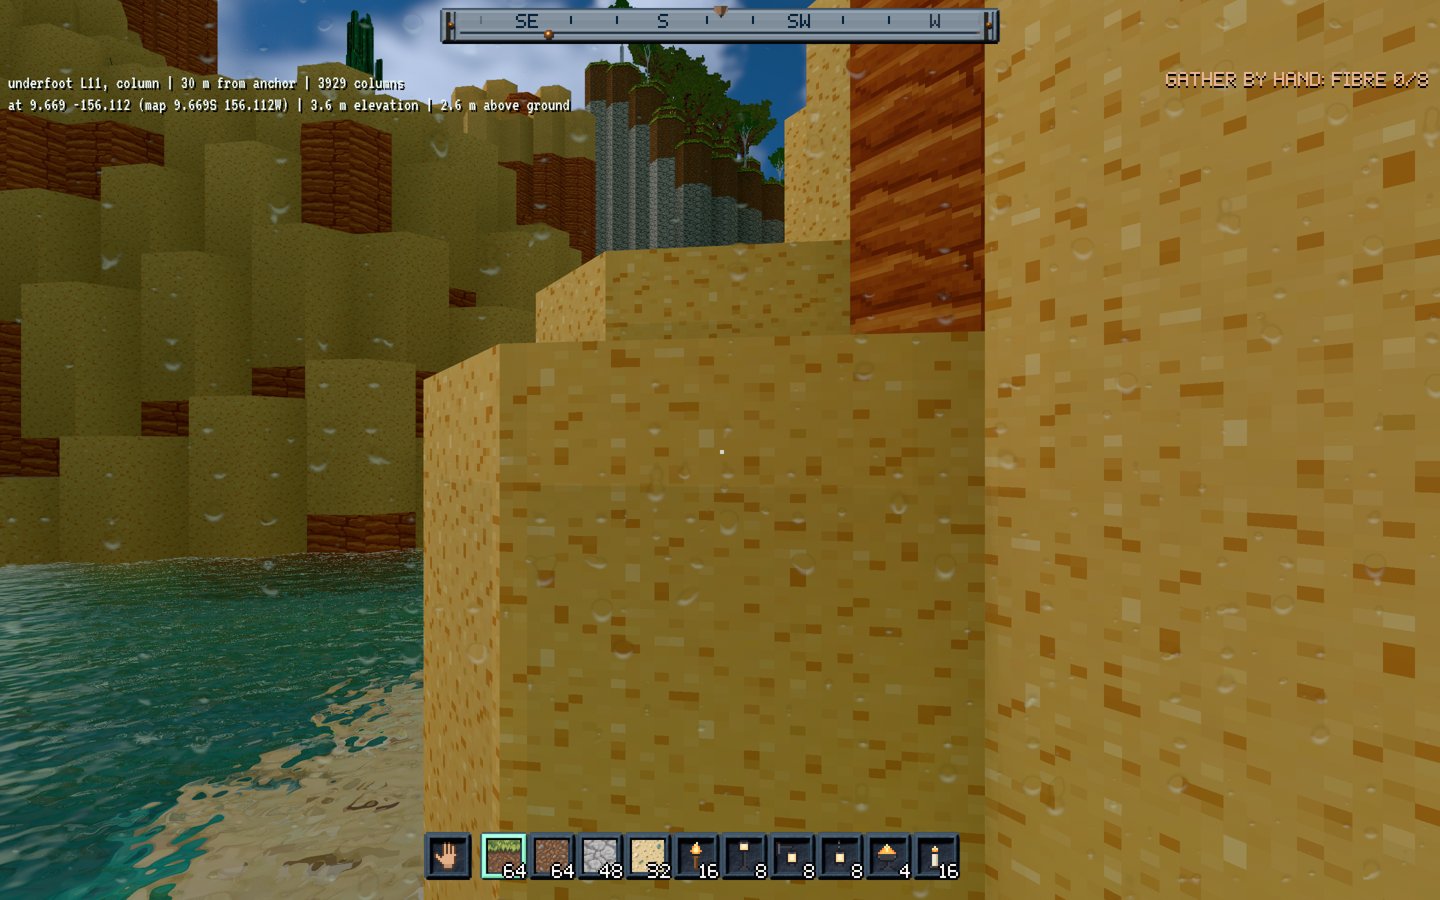 SE S SW W
underfoot L11, column | 30 m from anchor | 3929 columns
at 9.669 -156.112 (map 9.669S 156.112W) | 3.6 m elevation | 2.6 m above ground
GATHER BY HAND: FIBRE 0/8
64 64 48 32 16 8 8 8 4 16